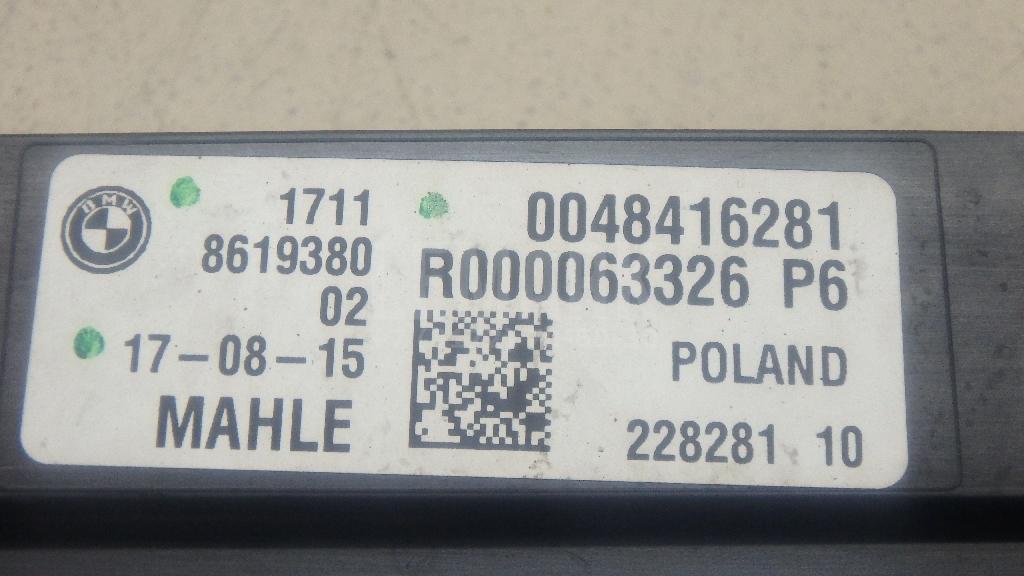 BMW
1711
8619380
02
17-08-15
MAHLE
0048416281
R000063326 P6
POLAND
228281 10